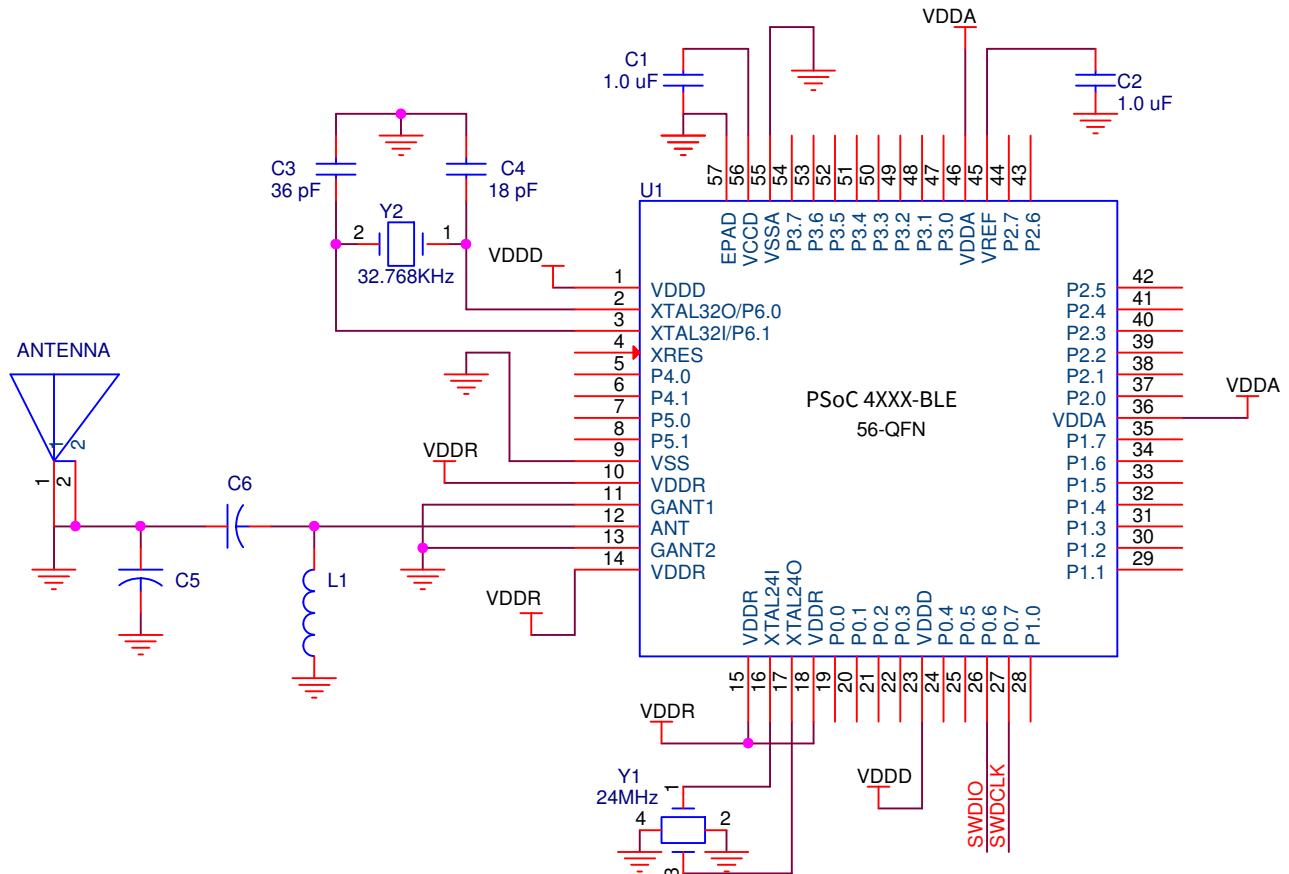 VDDA
C1
1.0 uF
C2
1.0 uF
C3
36 pF
C4
18 pF
Y2
2
1
32.768KHz
VDDD
U1
57
56
55
54
53
52
51
50
49
48
47
46
45
44
43
EPAD
VCCD
VSSA
P3.7
P3.6
P3.5
P3.4
P3.3
P3.2
P3.1
P3.0
VDDA
VREF
P2.7
P2.6
1 VDDD
2 XTAL32O/P6.0
3 XTAL32I/P6.1
4 XRES
5 P4.0
6 P4.1
7 P5.0
8 P5.1
9 VSS
10 VDDR
11 GANT1
12 ANT
13 GANT2
14 VDDR
PSoC 4XXX-BLE
56-QFN
P2.5 42
P2.4 41
P2.3 40
P2.2 39
P2.1 38
P2.0 37
VDDA 36
P1.7 35
P1.6 34
P1.5 33
P1.4 32
P1.3 31
P1.2 30
P1.1 29
VDDA
ANTENNA
1
2
1
2
VDDR
C6
C5
L1
VDDR
VDDR
XTAL24I
XTAL24O
VDDR
P0.0
P0.1
P0.2
P0.3
VDDD
P0.4
P0.5
P0.6
P0.7
P1.0
15
16
17
18
19
20
21
22
23
24
25
26
27
28
VDDR
Y1
24MHz
1
4
2
3
VDDD
SWDIO
SWDCLK